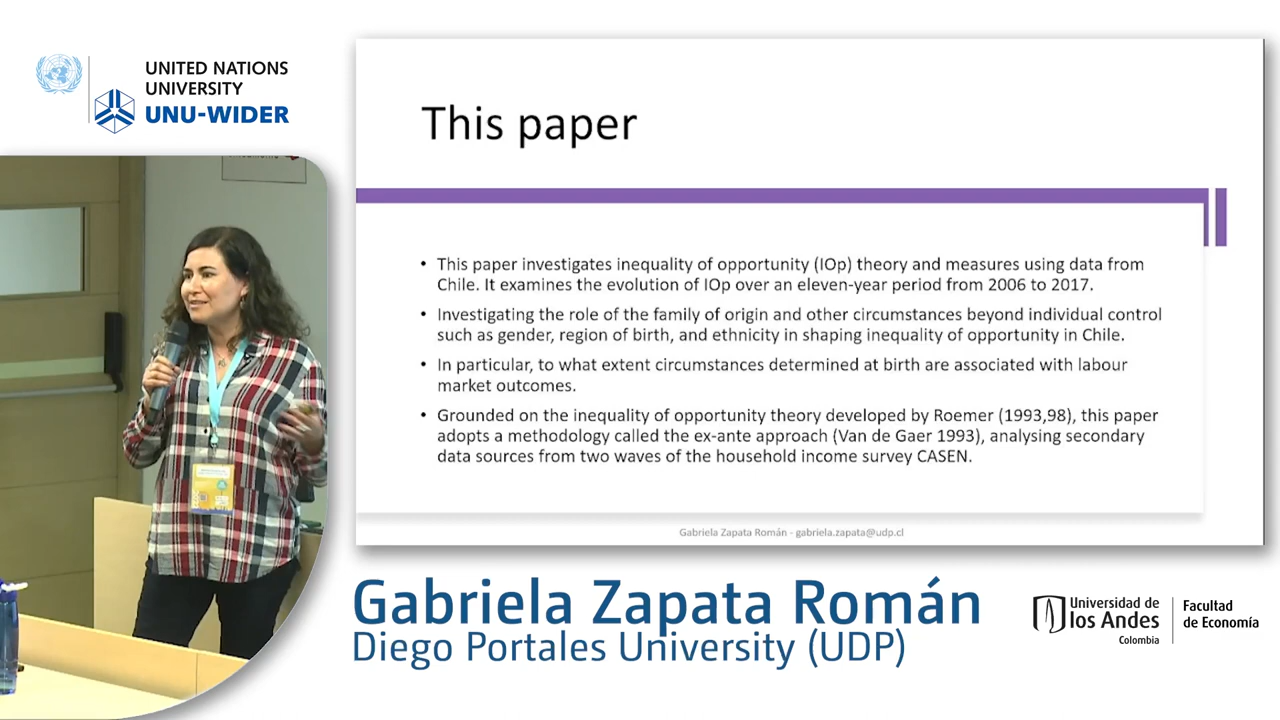 UNITED NATIONS
UNIVERSITY
UNU-WIDER
This paper
• This paper investigates inequality of opportunity (IOp) theory and measures using data from
Chile. It examines the evolution of IOp over an eleven-year period from 2006 to 2017.
• Investigating the role of the family of origin and other circumstances beyond individual control
such as gender, region of birth, and ethnicity in shaping inequality of opportunity in Chile.
• In particular, to what extent circumstances determined at birth are associated with labour
market outcomes.
• Grounded on the inequality of opportunity theory developed by Roemer (1993,98), this paper
adopts a methodology called the ex-ante approach (Van de Gaer 1993), analysing secondary
data sources from two waves of the household income survey CASEN.
Gabriela Zapata Román - gabriela.zapata@udp.cl
Gabriela Zapata Román
Diego Portales University (UDP)
Universidad de
los Andes
Colombia
Facultad
de Economía